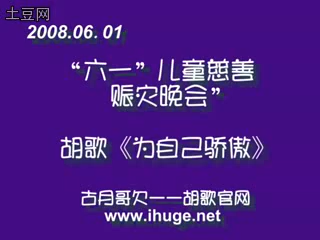 土豆网
2008.06.01
“六一”儿童慈善
赈灾晚会”
胡歌《为自己骄傲》
古月哥欠——胡歌官网
www.ihuge.net